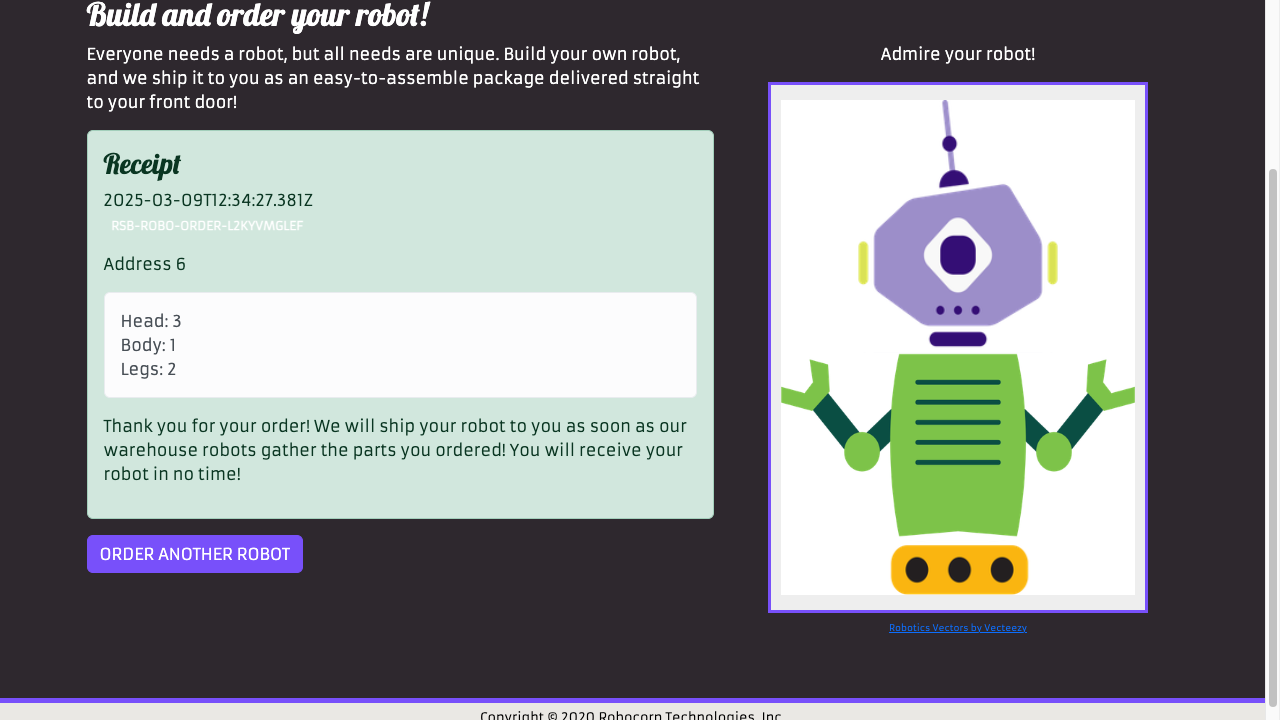 Build and order your robot!
Everyone needs a robot, but all needs are unique. Build your own robot,
and we ship it to you as an easy-to-assemble package delivered straight
to your front door!
Receipt
2025-03-09T12:34:27.381Z
RSB-ROBO-ORDER-L2KYVMGLEF
Address 6
Head: 3
Body: 1
Legs: 2
Thank you for your order! We will ship your robot to you as soon as our
warehouse robots gather the parts you ordered! You will receive your
robot in no time!
ORDER ANOTHER ROBOT
Admire your robot!
Robotics Vectors by Vecteezy
Copyright © 2020 Robocorp Technologies, Inc.